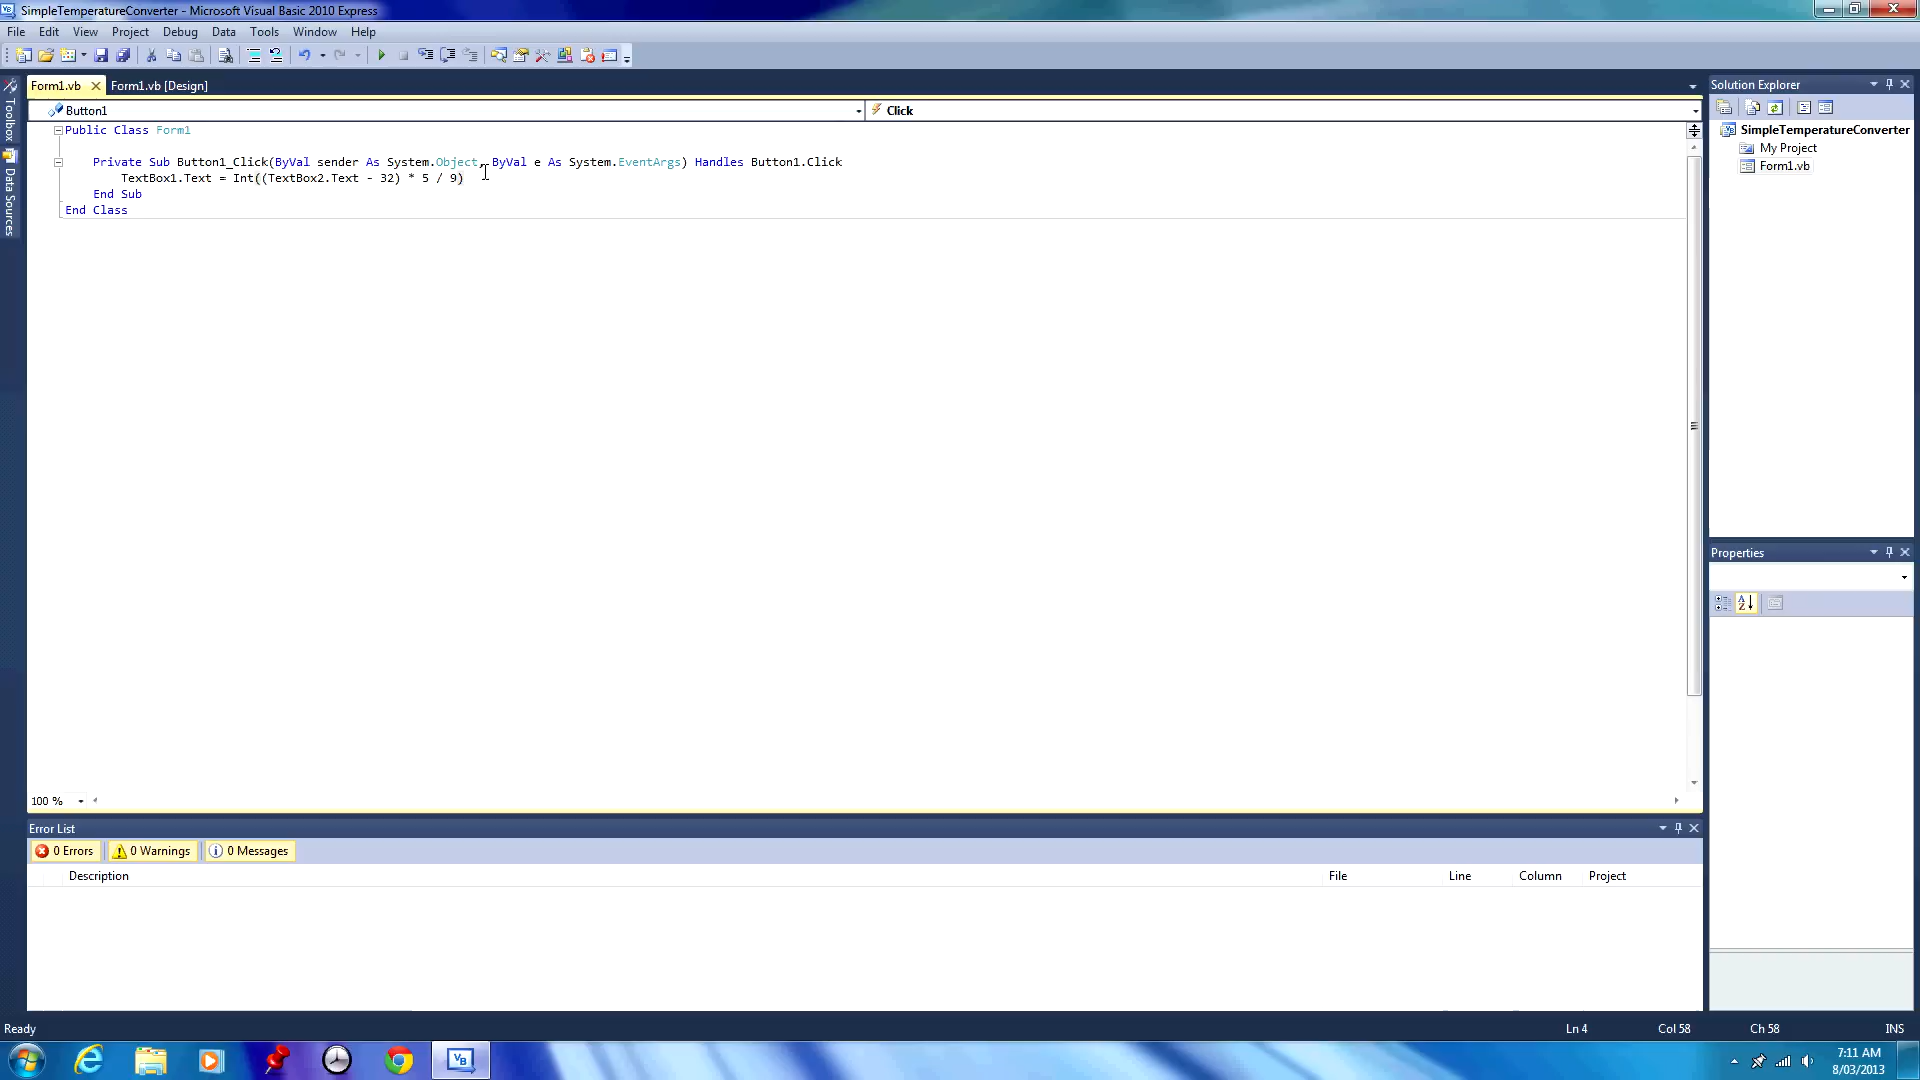 SimpleTemperatureConverter - Microsoft Visual Basic 2010 Express
File Edit View Project Debug Data Tools Window Help
Form1.vb Form1.vb [Design]
Button1 Click
Public Class Form1
Private Sub Button1_Click(ByVal sender As System.Object, ByVal e As System.EventArgs) Handles Button1.Click
TextBox1.Text = Int((TextBox2.Text - 32) * 5 / 9)
End Sub
End Class
100 %
Toolbox
Data Sources
Solution Explorer
SimpleTemperatureConverter
My Project
Form1.vb
Properties
Error List
0 Errors 0 Warnings 0 Messages
Description File Line Column Project
Ready Ln 4 Col 58 Ch 58 INS
VB
7:11 AM
8/03/2013